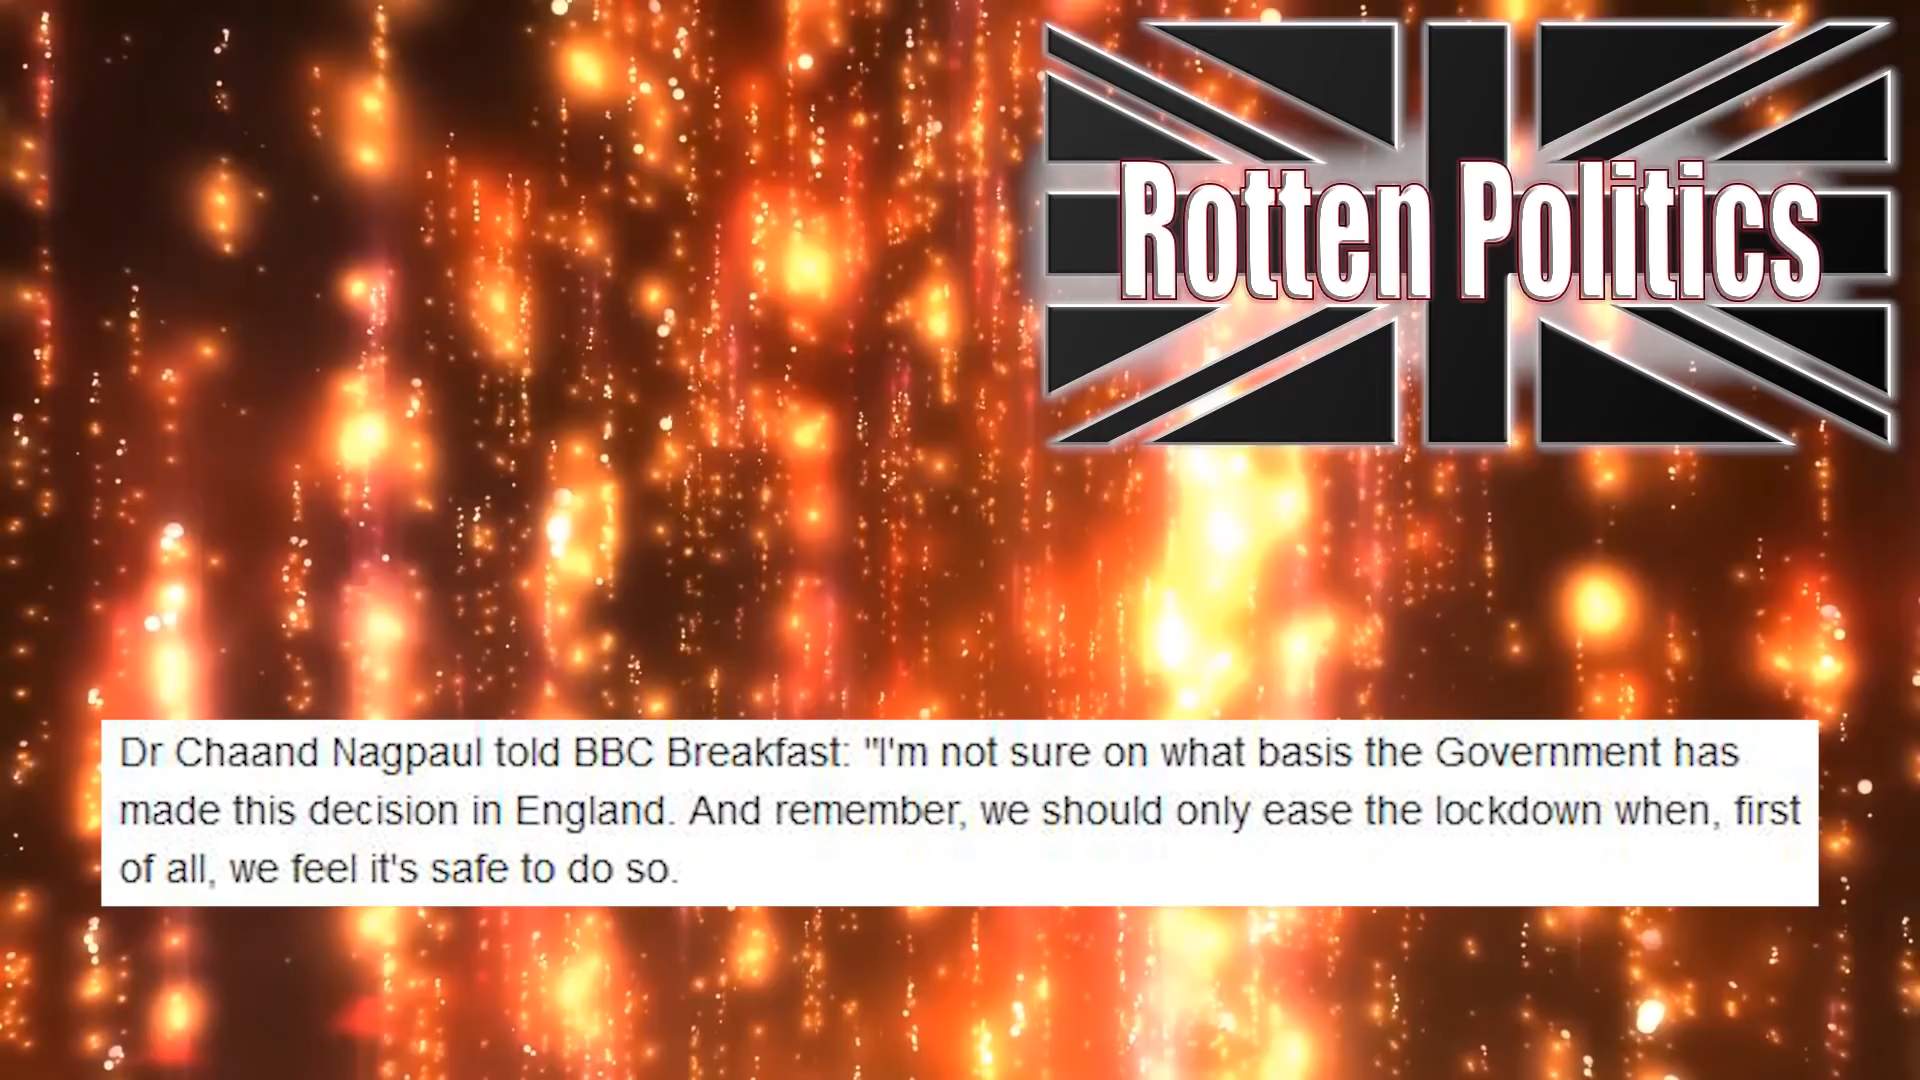 Rotten Politics
Dr Chaand Nagpaul told BBC Breakfast: "I'm not sure on what basis the Government has
made this decision in England. And remember, we should only ease the lockdown when, first
of all, we feel it's safe to do so.